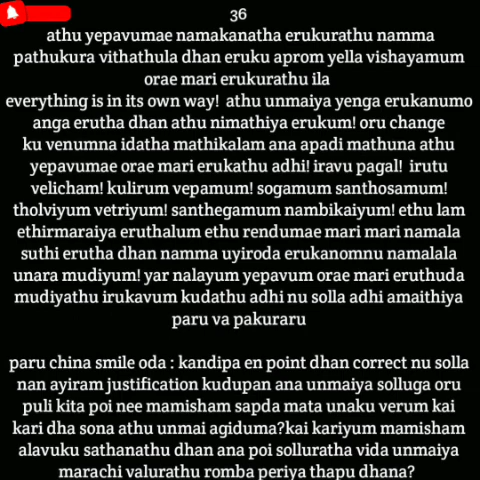 36
athu yepavumae namakanatha erukurathu namma
pathukura vithathula dhan eruku aprom yella vishayamum
orae mari erukurathu ila
everything is in its own way!  athu unmaiya yenga erukanumo
anga erutha dhan athu nimathiya erukum! oru change
ku venumna idatha mathikalam ana apadi mathuna athu
yepavumae orae mari erukathu adhi! iravu pagal!  irutu
velicham! kulirum vepamum! sogamum santhosamum!
tholviyum vetriyum! santhegamum nambikaiyum! ethu lam
ethirmaraiya eruthalum ethu rendumae mari mari namala
suthi erutha dhan namma uyiroda erukanomnu namalala
unara mudiyum! yar nalayum yepavum orae mari eruthuda
mudiyathu irukavum kudathu adhi nu solla adhi amaithiya
paru va pakuraru
paru china smile oda : kandipa en point dhan correct nu solla
nan ayiram justification kudupan ana unmaiya solluga oru
puli kita poi nee mamisham sapda mata unaku verum kai
kari dha sona athu unmai agiduma?kai kariyum mamisham
alavuku sathanathu dhan ana poi solluratha vida unmaiya
marachi valurathu romba periya thapu dhana?